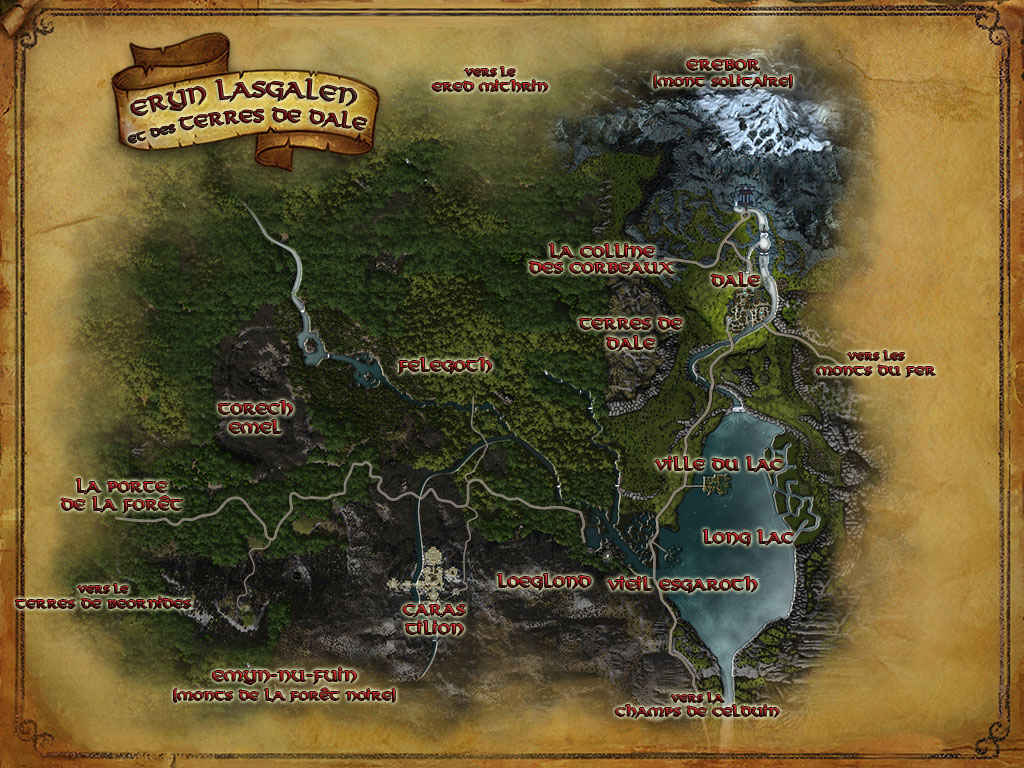 ERYN LASGALEN
ET DES TERRES DE DALE
VERS LE
ERED MITHRIN
EREBOR
(MONT SOLITAIRE)
LA COLLINE
DES CORBEAUX
DALE
TERRES DE
DALE
VERS LES
MONTS DU FER
FELEGOTH
TORECH
EMEL
VILLE DU LAC
LA PORTE
DE LA FORÊT
LONG LAC
LOEGLOND
VIEIL ESGAROTH
VERS LE
TERRES DE BEORNIDES
CARAS
TILION
EMYN-NU-FUIN
(MONTS DE LA FORÊT NOIRE)
VERS LA
CHAMPS DE CELDUIN